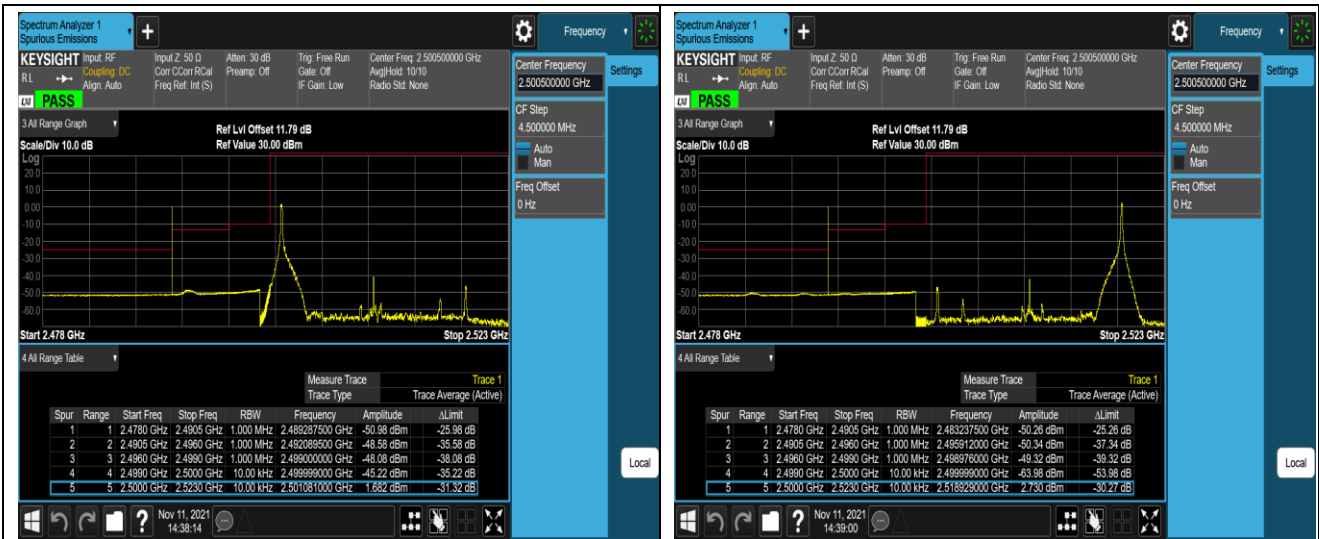 Spectrum Analyzer 1
Spurious Emissions
+
Frequency
KEYSIGHT
Input: RF
Coupling: DC
Align: Auto
Input Z: 50 Ω
Corr CCorr RCal
Freq Ref: Int (S)
Atten: 30 dB
Preamp: Off
Trig: Free Run
Gate: Off
IF Gain: Low
Center Freq: 2.500500000 GHz
Avg|Hold: 10/10
Radio Std: None
RL
LXI
PASS
Center Frequency
2.500500000 GHz
Settings
CF Step
4.500000 MHz
Auto
Man
Freq Offset
0 Hz
3 All Range Graph
Ref Lvl Offset 11.79 dB
Scale/Div 10.0 dB
Ref Value 30.00 dBm
Log
20.0
10.0
0.00
-10.0
-20.0
-30.0
-40.0
-50.0
-60.0
Start 2.478 GHz
Stop 2.523 GHz
4 All Range Table
Measure Trace Trace 1
Trace Type Trace Average (Active)
Spur Range Start Freq Stop Freq RBW Frequency Amplitude ΔLimit
1 1 2.4780 GHz 2.4905 GHz 1.000 MHz 2.489287500 GHz -50.98 dBm -25.98 dB
2 2 2.4905 GHz 2.4960 GHz 1.000 MHz 2.492089500 GHz -48.58 dBm -35.58 dB
3 3 2.4960 GHz 2.4990 GHz 1.000 MHz 2.499000000 GHz -48.08 dBm -38.08 dB
4 4 2.4990 GHz 2.5000 GHz 10.00 kHz 2.499999000 GHz -45.22 dBm -35.22 dB
5 5 2.5000 GHz 2.5230 GHz 10.00 kHz 2.501081000 GHz 1.682 dBm -31.32 dB
Local
?
Nov 11, 2021
14:38:14
Spectrum Analyzer 1
Spurious Emissions
+
Frequency
KEYSIGHT
Input: RF
Coupling: DC
Align: Auto
Input Z: 50 Ω
Corr CCorr RCal
Freq Ref: Int (S)
Atten: 30 dB
Preamp: Off
Trig: Free Run
Gate: Off
IF Gain: Low
Center Freq: 2.500500000 GHz
Avg|Hold: 10/10
Radio Std: None
RL
LXI
PASS
Center Frequency
2.500500000 GHz
Settings
CF Step
4.500000 MHz
Auto
Man
Freq Offset
0 Hz
3 All Range Graph
Ref Lvl Offset 11.79 dB
Scale/Div 10.0 dB
Ref Value 30.00 dBm
Log
20.0
10.0
0.00
-10.0
-20.0
-30.0
-40.0
-50.0
-60.0
Start 2.478 GHz
Stop 2.523 GHz
4 All Range Table
Measure Trace Trace 1
Trace Type Trace Average (Active)
Spur Range Start Freq Stop Freq RBW Frequency Amplitude ΔLimit
1 1 2.4780 GHz 2.4905 GHz 1.000 MHz 2.483237500 GHz -50.26 dBm -25.26 dB
2 2 2.4905 GHz 2.4960 GHz 1.000 MHz 2.495912000 GHz -50.34 dBm -37.34 dB
3 3 2.4960 GHz 2.4990 GHz 1.000 MHz 2.498976000 GHz -49.32 dBm -39.32 dB
4 4 2.4990 GHz 2.5000 GHz 10.00 kHz 2.499999000 GHz -63.98 dBm -53.98 dB
5 5 2.5000 GHz 2.5230 GHz 10.00 kHz 2.518929000 GHz 2.730 dBm -30.27 dB
Local
?
Nov 11, 2021
14:39:00